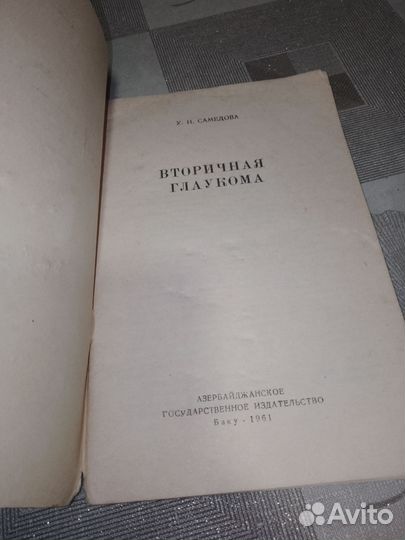 У. Н. САМЕДОВА
ВТОРИЧНАЯ
ГЛАУКОМА
АЗЕРБАЙДЖАНСКОЕ
ГОСУДАРСТВЕННОЕ ИЗДАТЕЛЬСТВО
Баку—1961
Avito